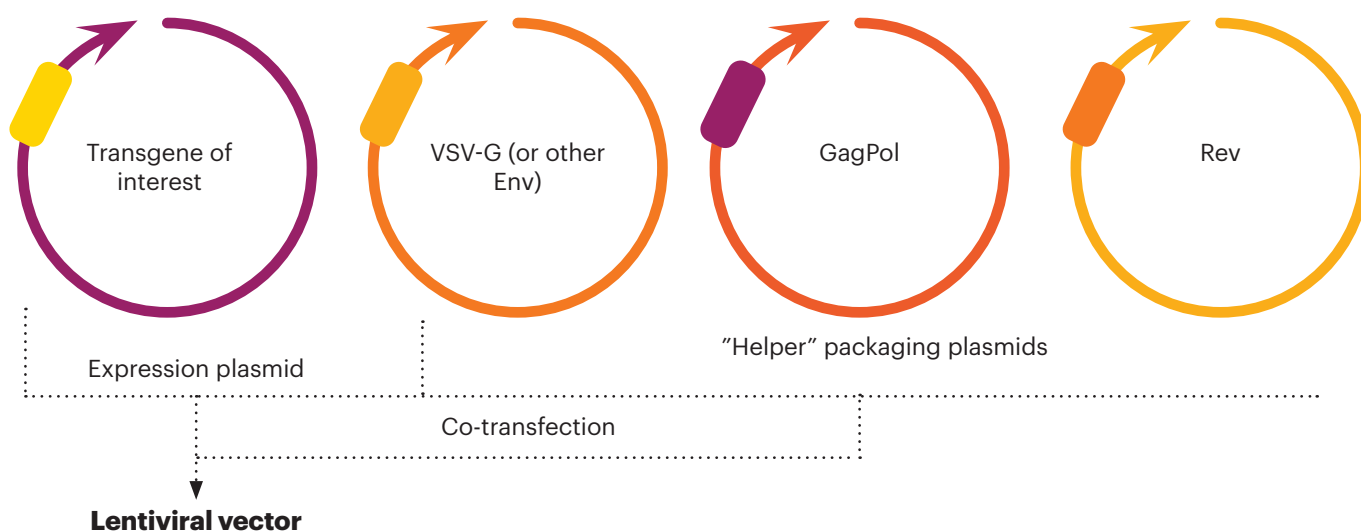 Transgene of
interest
VSV-G (or other
Env)
GagPol
Rev
Expression plasmid
”Helper” packaging plasmids
Co-transfection
Lentiviral vector